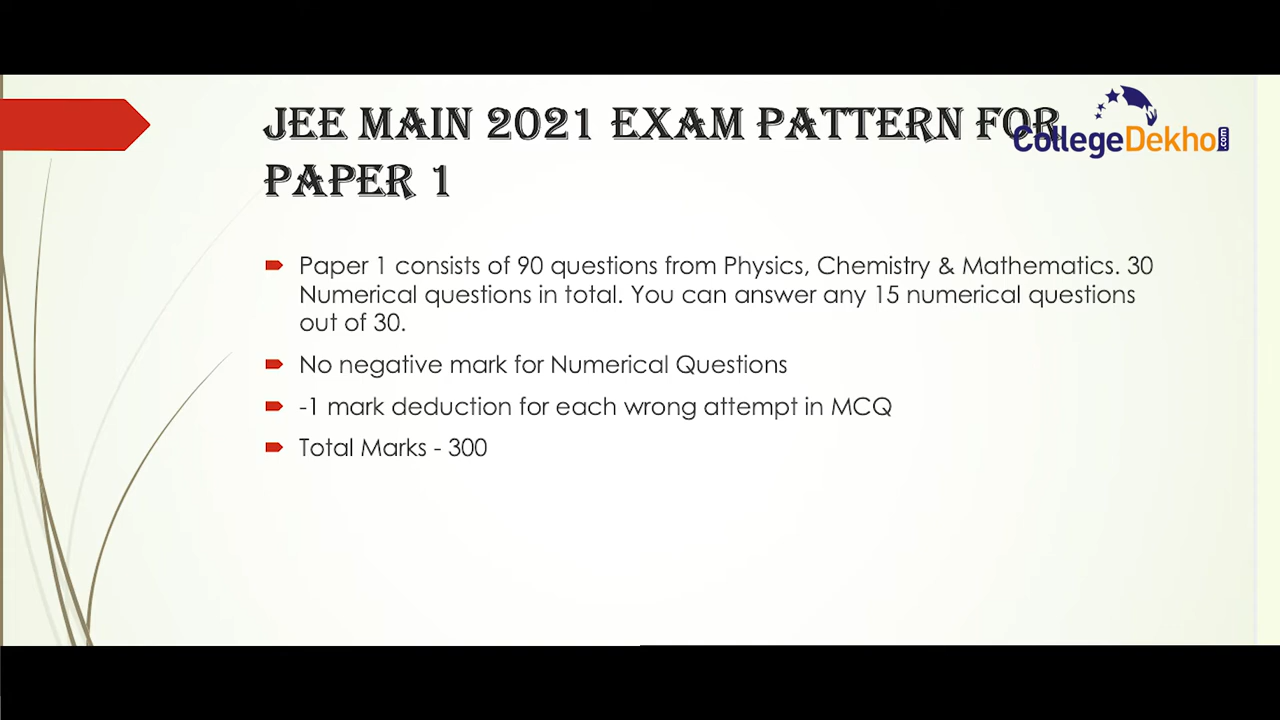 JEE MAIN 2021 EXAM PATTERN FOR
PAPER 1
CollegeDekho.com
Paper 1 consists of 90 questions from Physics, Chemistry & Mathematics. 30
Numerical questions in total. You can answer any 15 numerical questions
out of 30.
No negative mark for Numerical Questions
-1 mark deduction for each wrong attempt in MCQ
Total Marks - 300